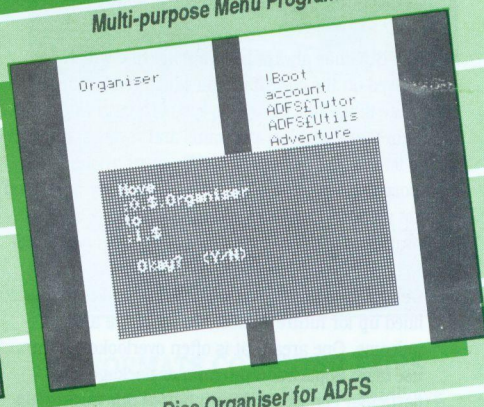 Multi-purpose Menu Program
Organiser
!Boot
account
ADFS£Tutor
ADFS£Utils
Adventure
Move
:0.$.Organiser
to
:1.$
Okay? (Y/N)
Disc Organiser for ADFS